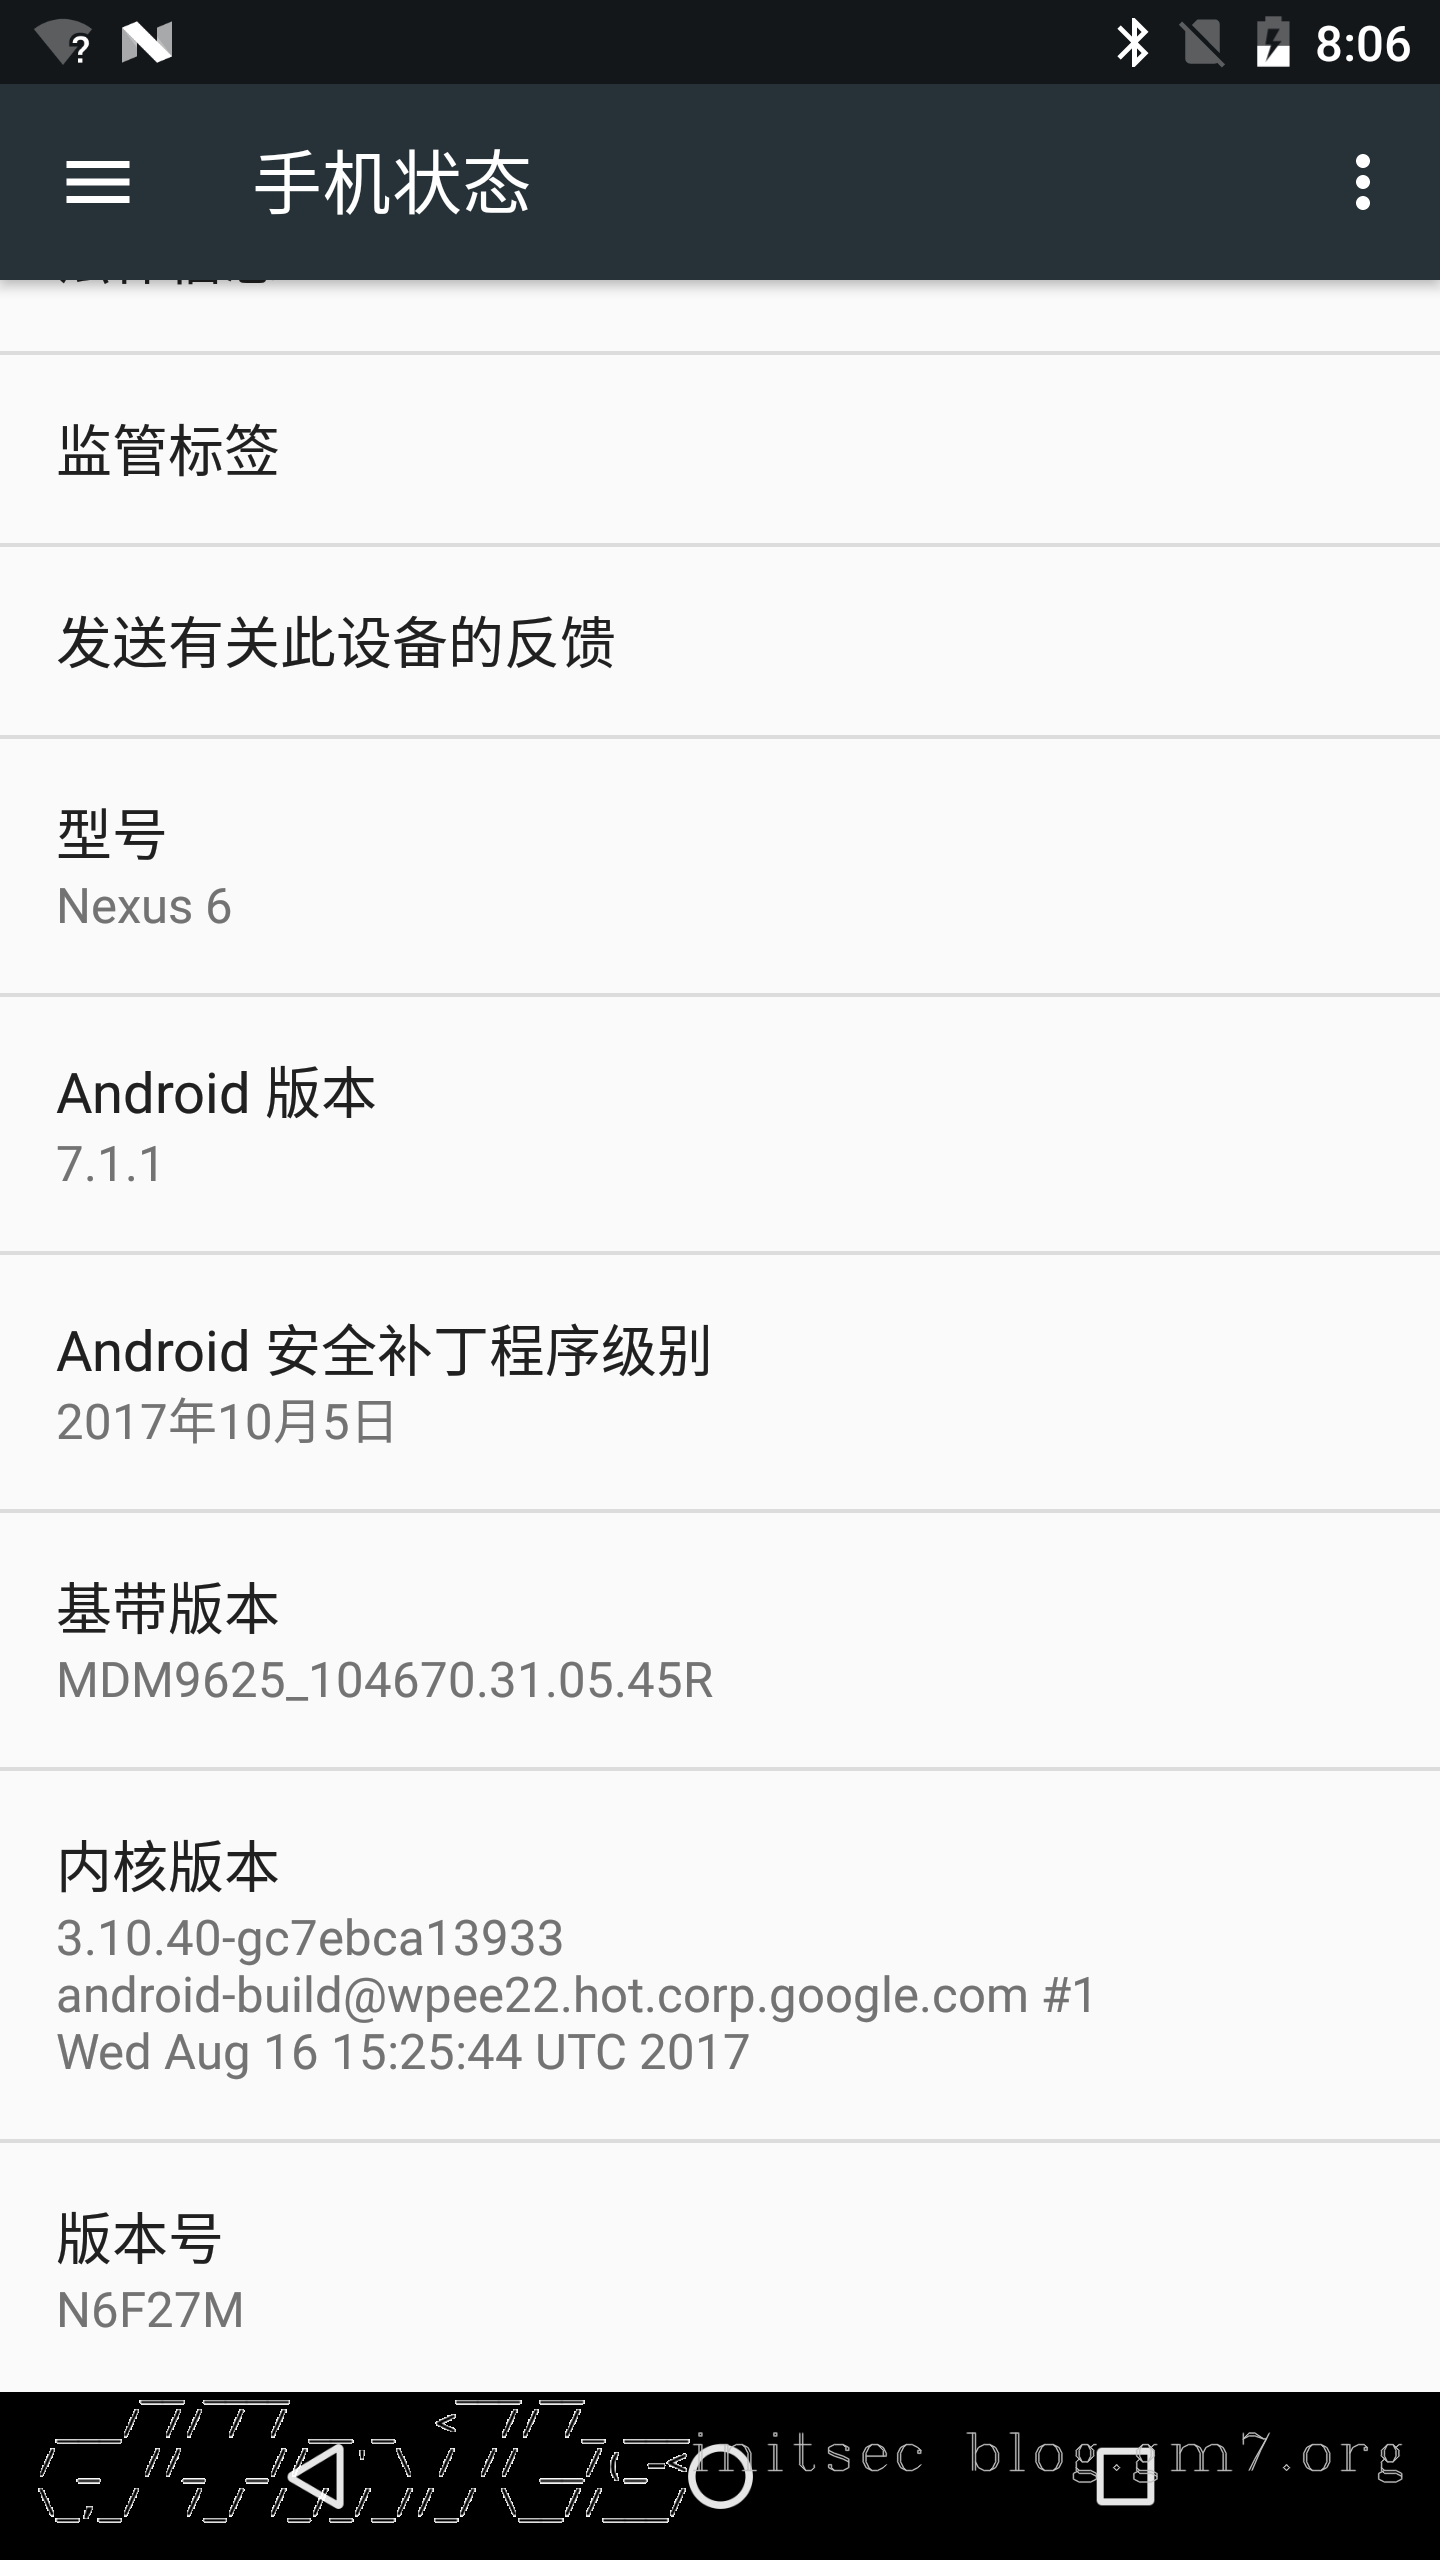 8:06
手机状态
法律信息
监管标签
发送有关此设备的反馈
型号
Nexus 6
Android 版本
7.1.1
Android 安全补丁程序级别
2017年10月5日
基带版本
MDM9625_104670.31.05.45R
内核版本
3.10.40-gc7ebca13933
android-build@wpee22.hot.corp.google.com #1
Wed Aug 16 15:25:44 UTC 2017
版本号
N6F27M
initsec blog.gm7.org